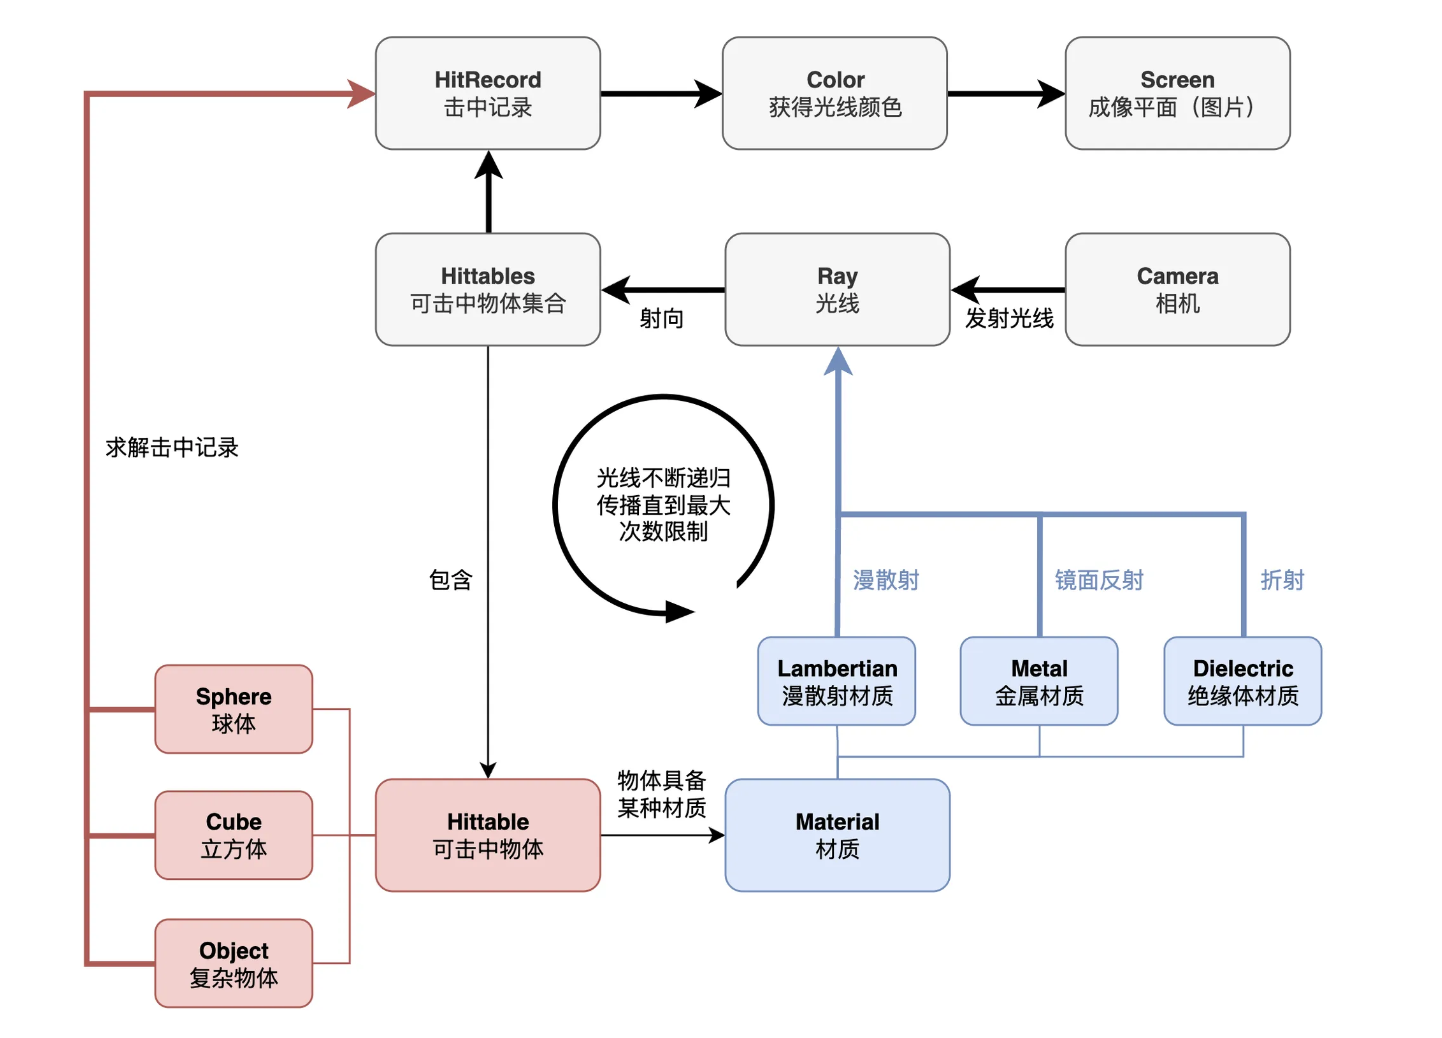 HitRecord
击中记录
Color
获得光线颜色
Screen
成像平面（图片）
Hittables
可击中物体集合
射向
Ray
光线
发射光线
Camera
相机
求解击中记录
光线不断递归
传播直到最大
次数限制
包含
漫散射
镜面反射
折射
Lambertian
漫散射材质
Metal
金属材质
Dielectric
绝缘体材质
Sphere
球体
Cube
立方体
Object
复杂物体
Hittable
可击中物体
物体具备
某种材质
Material
材质